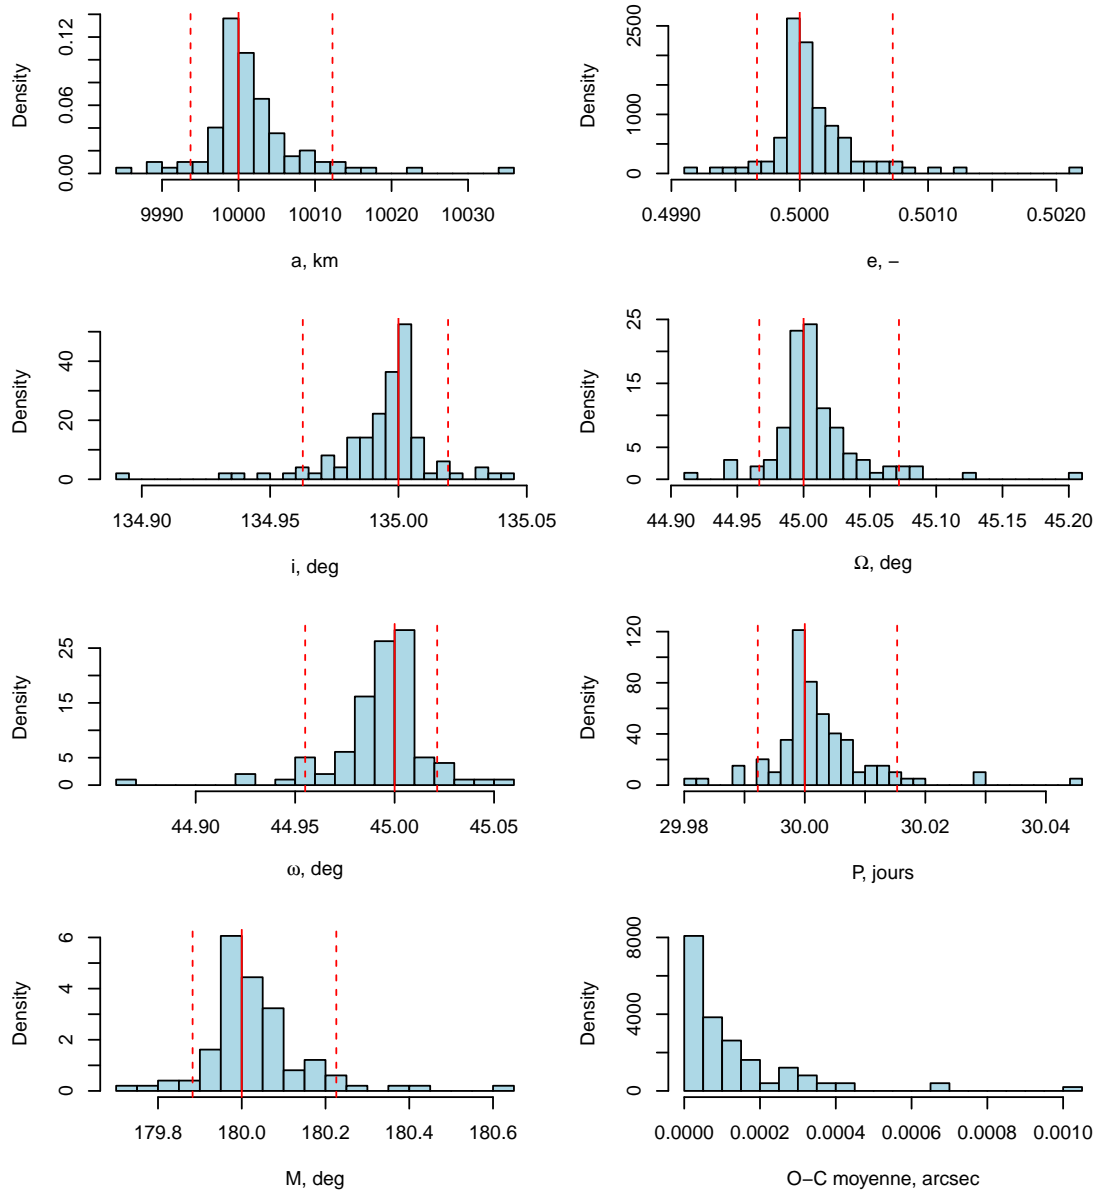 Density
0.00 0.06 0.12
9990 10000 10010 10020 10030
a, km
Density
0 1000 2500
0.4990 0.5000 0.5010 0.5020
e, −
Density
0 20 40
134.90 134.95 135.00 135.05
i, deg
Density
0 5 15 25
44.90 44.95 45.00 45.05 45.10 45.15 45.20
Ω, deg
Density
0 5 15 25
44.90 44.95 45.00 45.05
ω, deg
Density
0 40 80 120
29.98 30.00 30.02 30.04
P, jours
Density
0 2 4 6
179.8 180.0 180.2 180.4 180.6
M, deg
Density
0 4000 8000
0.0000 0.0002 0.0004 0.0006 0.0008 0.0010
O−C moyenne, arcsec